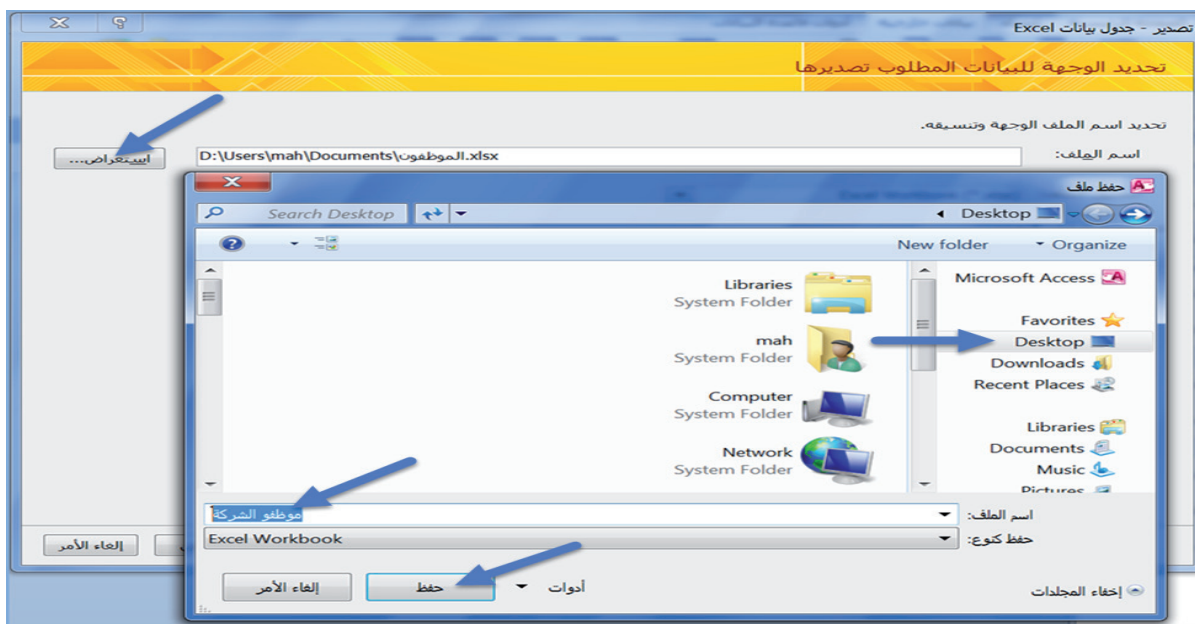 تصدير - جدول بيانات Excel
تحديد الوجهة للبيانات المطلوب تصديرها
تحديد اسم الملف الوجهة وتنسيقه.
اسم الملف:
D:\Users\mah\Documents\الموظفون.xlsx
استعراض...
حفظ ملف
Desktop
Search Desktop
Organize
New folder
Microsoft Access
Favorites
Desktop
Downloads
Recent Places
Libraries
Documents
Music
Pictures
Libraries
System Folder
mah
System Folder
Computer
System Folder
Network
System Folder
اسم الملف:
موظفو الشركة
حفظ كنوع:
Excel Workbook
إخفاء المجلدات
أدوات
حفظ
إلغاء الأمر
إلغاء الأمر